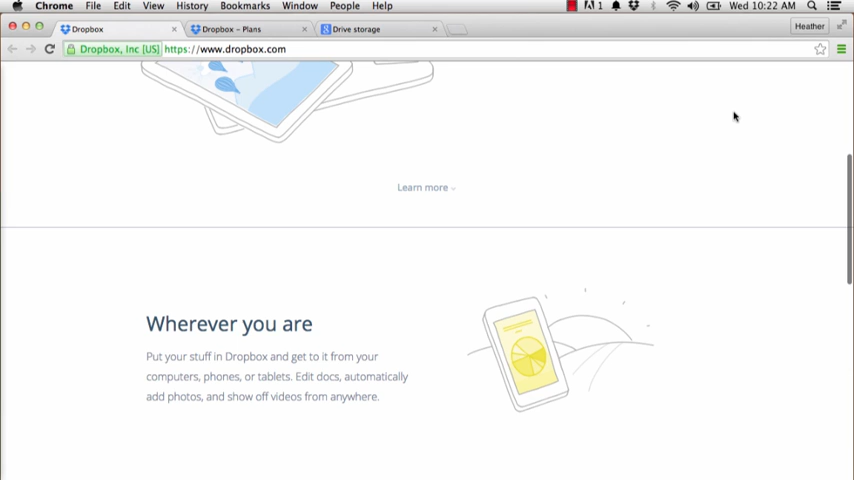 Chrome File Edit View History Bookmarks Window People Help
1 Wed 10:22 AM
Dropbox
Dropbox - Plans
Drive storage
Heather
Dropbox, Inc [US] https://www.dropbox.com
Learn more
Wherever you are
Put your stuff in Dropbox and get to it from your
computers, phones, or tablets. Edit docs, automatically
add photos, and show off videos from anywhere.